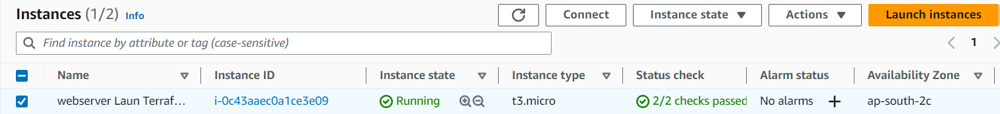 Instances (1/2) Info Connect Instance state Actions Launch instances
Find instance by attribute or tag (case-sensitive) 1
Name Instance ID Instance state Instance type Status check Alarm status Availability Zone
webserver Laun Terraf... i-0c43aaec0a1ce3e09 Running t3.micro 2/2 checks passed No alarms ap-south-2c